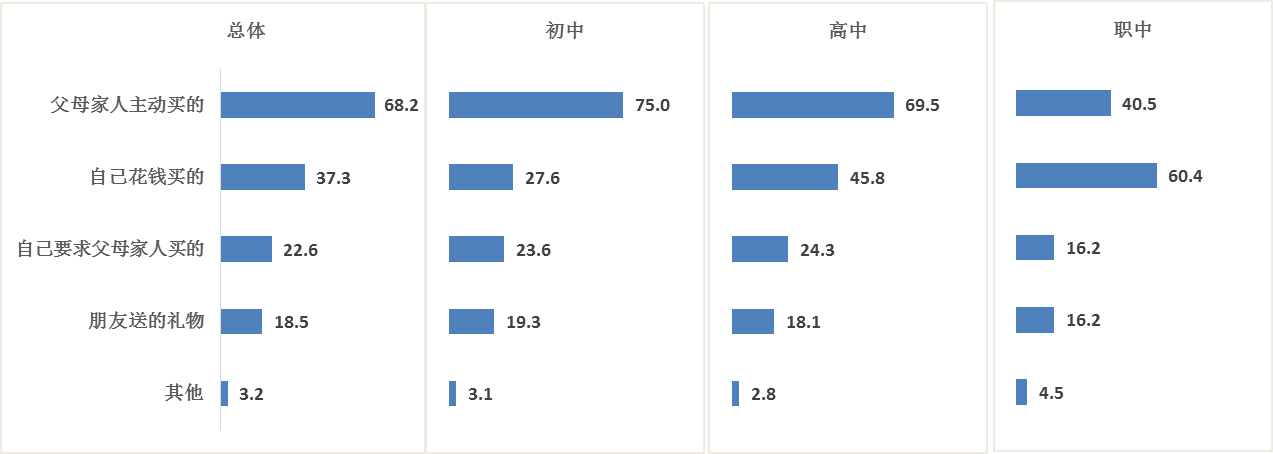 总体 初中 高中 职中
父母家人主动买的 68.2 75.0 69.5 40.5
自己花钱买的 37.3 27.6 45.8 60.4
自己要求父母家人买的 22.6 23.6 24.3 16.2
朋友送的礼物 18.5 19.3 18.1 16.2
其他 3.2 3.1 2.8 4.5